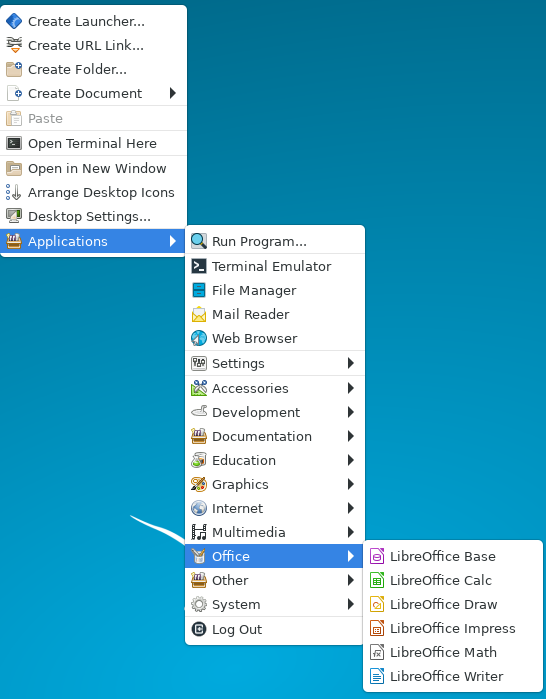 Create Launcher...
Create URL Link...
Create Folder...
Create Document
Paste
Open Terminal Here
Open in New Window
Arrange Desktop Icons
Desktop Settings...
Applications
Run Program...
Terminal Emulator
File Manager
Mail Reader
Web Browser
Settings
Accessories
Development
Documentation
Education
Graphics
Internet
Multimedia
Office
Other
System
Log Out
LibreOffice Base
LibreOffice Calc
LibreOffice Draw
LibreOffice Impress
LibreOffice Math
LibreOffice Writer